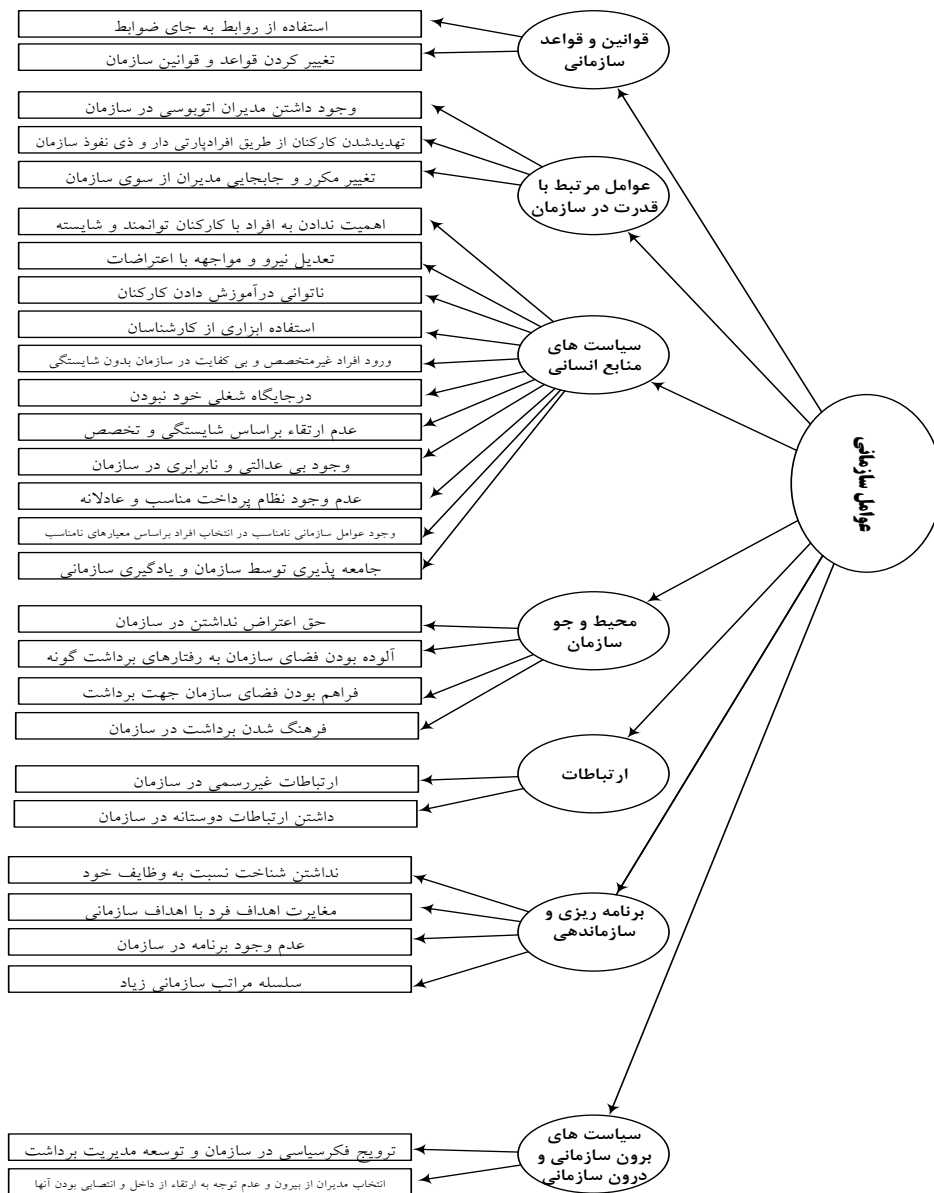 عوامل سازمانی
قوانین و قواعد
سازمانی
استفاده از روابط به جای ضوابط
تغییر کردن قواعد و قوانین سازمان
عوامل مرتبط با
قدرت در سازمان
وجود داشتن مدیران اتوبوسی در سازمان
تهدیدشدن کارکنان از طریق افرادپارتی دار و ذی نفوذ سازمان
تغییر مکرر و جابجایی مدیران از سوی سازمان
سیاست های
منابع انسانی
اهمیت ندادن به افراد با کارکنان توانمند و شایسته
تعدیل نیرو و مواجهه با اعتراضات
ناتوانی درآموزش دادن کارکنان
استفاده ابزاری از کارشناسان
ورود افراد غیرمتخصص و بی کفایت در سازمان بدون شایستگی
درجایگاه شغلی خود نبودن
عدم ارتقاء براساس شایستگی و تخصص
وجود بی عدالتی و نابرابری در سازمان
عدم وجود نظام پرداخت مناسب و عادلانه
وجود عوامل سازمانی نامناسب در انتخاب افراد براساس معیارهای نامناسب
جامعه پذیری توسط سازمان و یادگیری سازمانی
محیط و جو
سازمان
حق اعتراض نداشتن در سازمان
آلوده بودن فضای سازمان به رفتارهای برداشت گونه
فراهم بودن فضای سازمان جهت برداشت
فرهنگ شدن برداشت در سازمان
ارتباطات
ارتباطات غیررسمی در سازمان
داشتن ارتباطات دوستانه در سازمان
برنامه ریزی و
سازماندهی
نداشتن شناخت نسبت به وظایف خود
مغایرت اهداف فرد با اهداف سازمانی
عدم وجود برنامه در سازمان
سلسله مراتب سازمانی زیاد
سیاست های
برون سازمانی و
درون سازمانی
ترویج فکرسیاسی در سازمان و توسعه مدیریت برداشت
انتخاب مدیران از بیرون و عدم توجه به ارتقاء از داخل و انتصابی بودن آنها